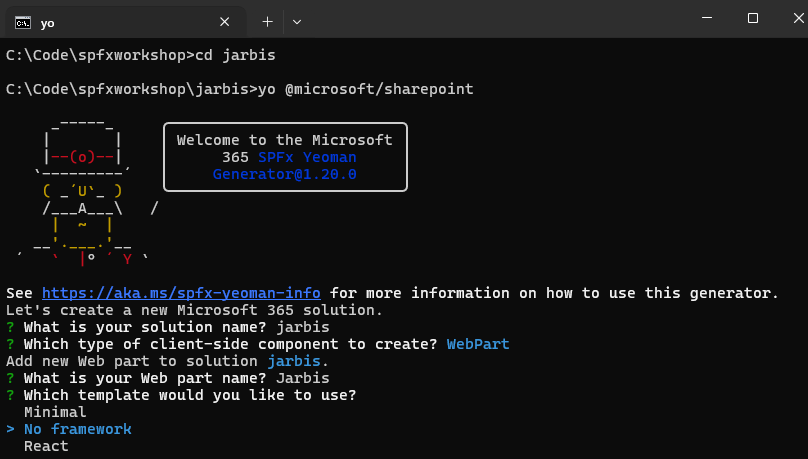 yo
C:\Code\spfxworkshop>cd jarbis
C:\Code\spfxworkshop\jarbis>yo @microsoft/sharepoint
_-----_
|       |
|--(o)--|
`---------´
( _´U`_ )
/___A___\   /
|  ~  |
__'.___.'__
´   `  |° ´ Y `
Welcome to the Microsoft
365 SPFx Yeoman
Generator@1.20.0
See https://aka.ms/spfx-yeoman-info for more information on how to use this generator.
Let's create a new Microsoft 365 solution.
? What is your solution name? jarbis
? Which type of client-side component to create? WebPart
Add new Web part to solution jarbis.
? What is your Web part name? Jarbis
? Which template would you like to use?
Minimal
> No framework
React